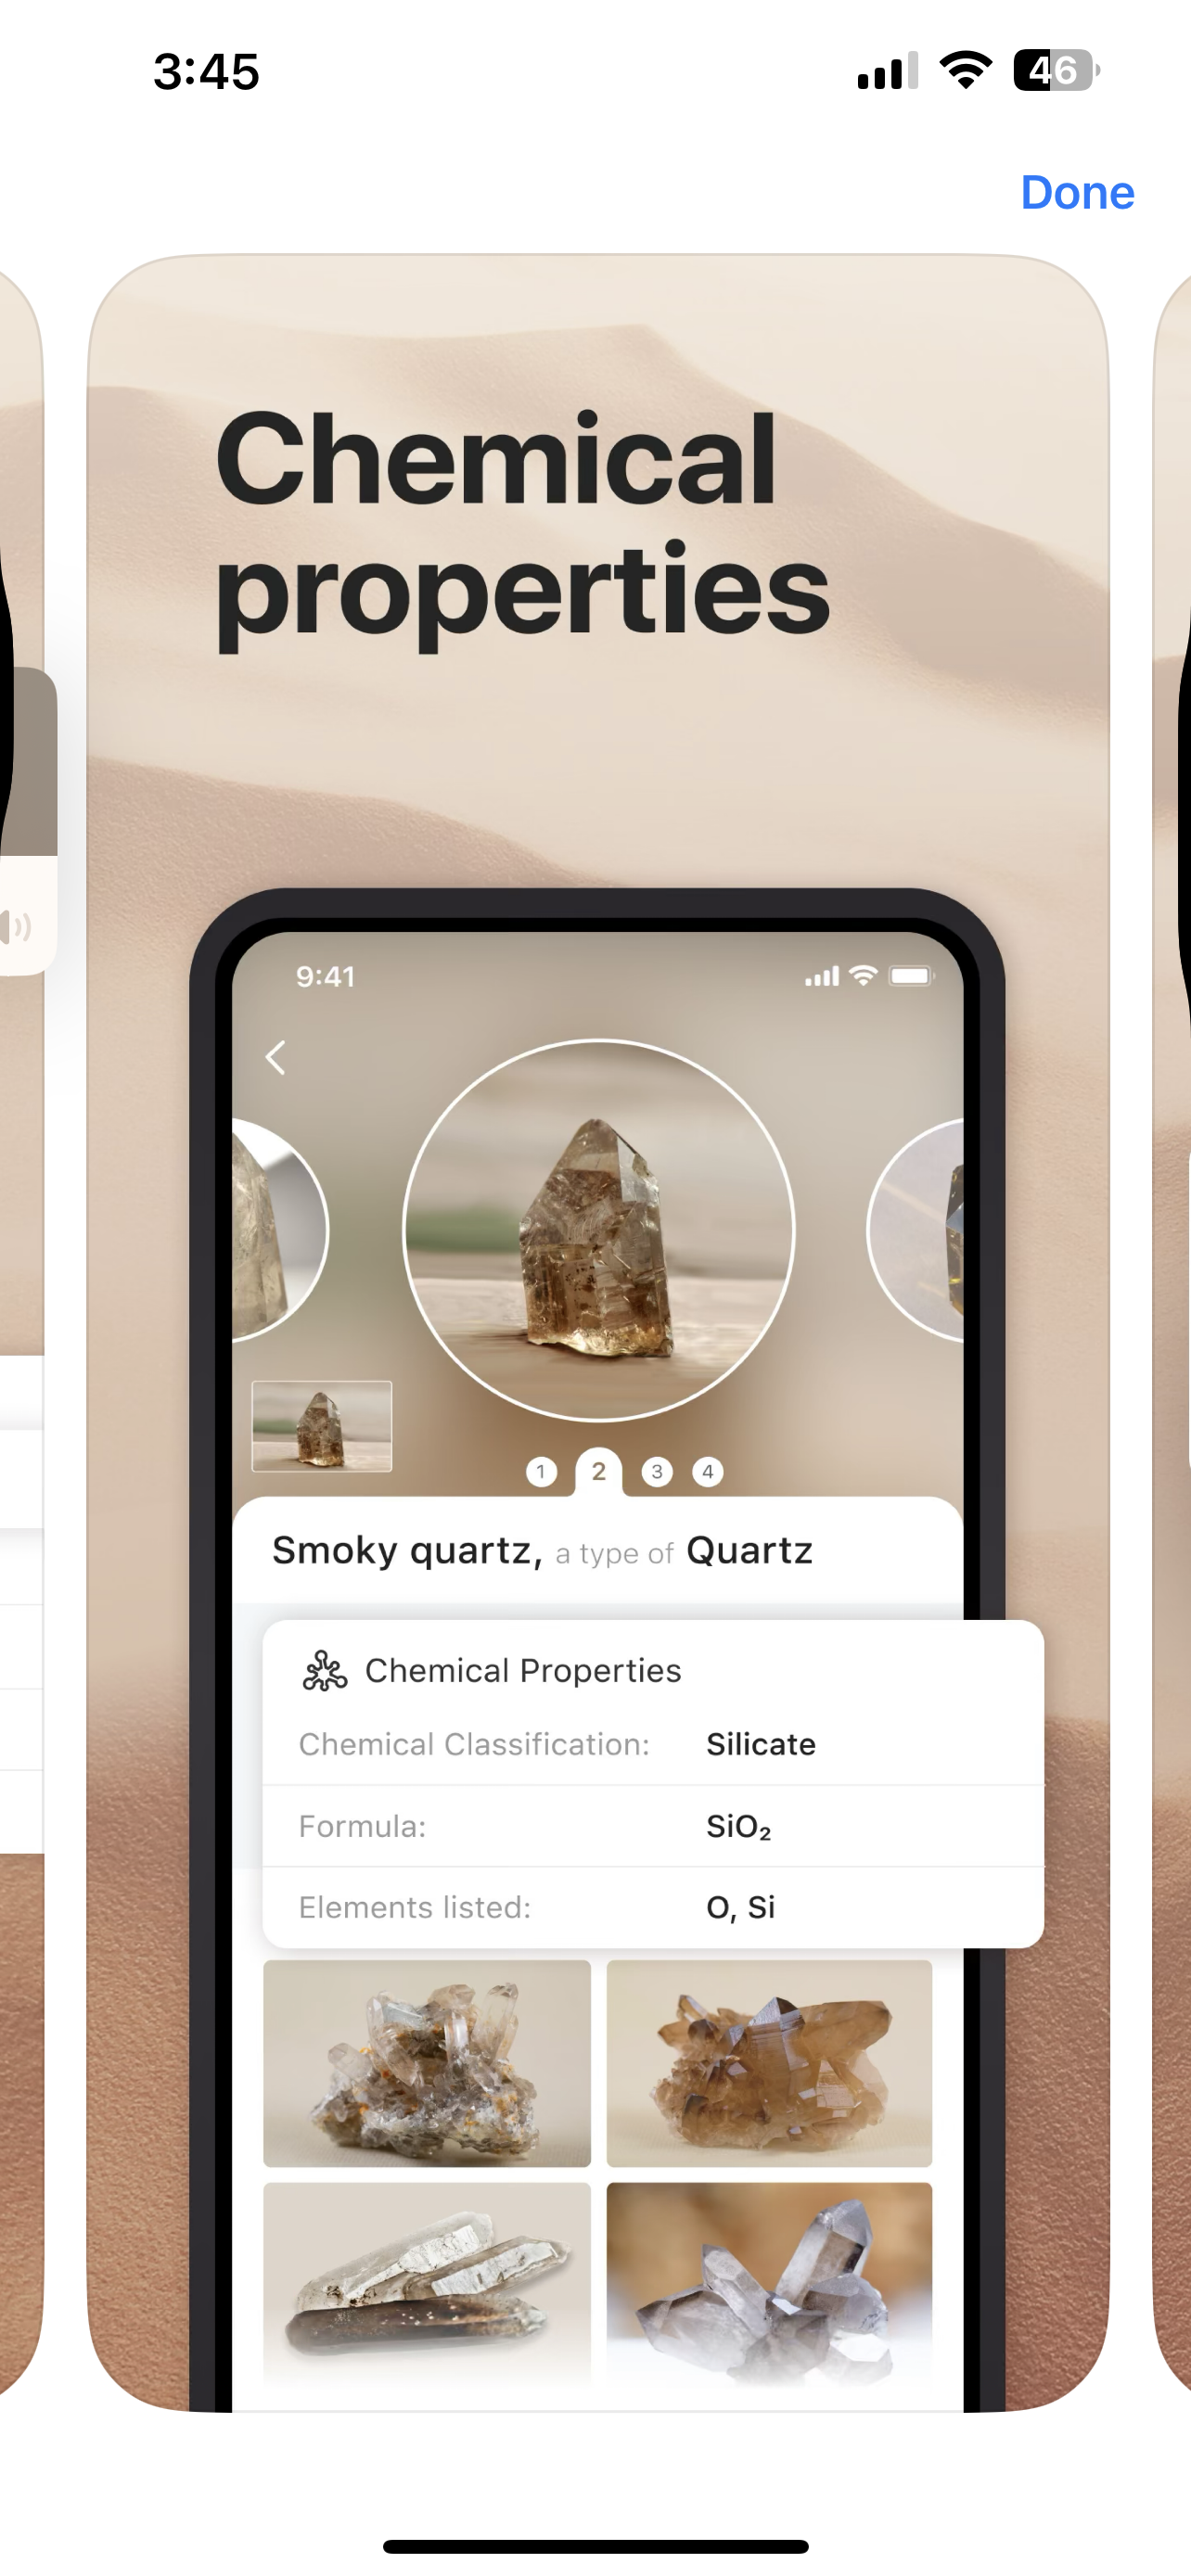 3:45
46
Done
Chemical
properties
9:41
1 2 3 4
Smoky quartz, a type of Quartz
Chemical Properties
Chemical Classification: Silicate
Formula: SiO₂
Elements listed: O, Si